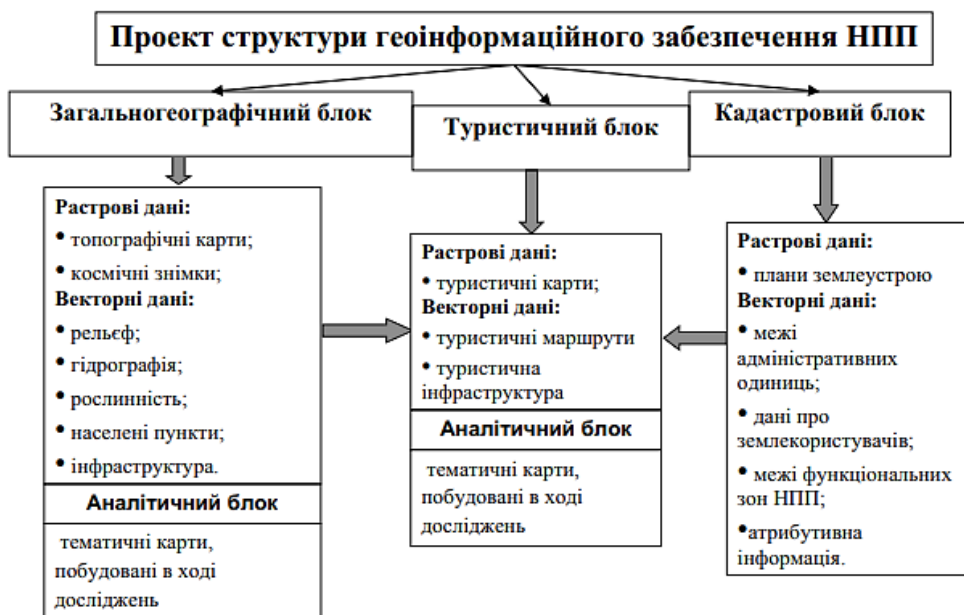 Проект структури геоінформаційного забезпечення НПП
Загальногеографічний блок
Туристичний блок
Кадастровий блок
Растрові дані:
• топографічні карти;
• космічні знімки;
Векторні дані:
• рельєф;
• гідрографія;
• рослинність;
• населені пункти;
• інфраструктура.
Аналітичний блок
тематичні карти,
побудовані в ході
досліджень
Растрові дані:
• туристичні карти;
Векторні дані:
• туристичні маршрути
• туристична
інфраструктура
Аналітичний блок
тематичні карти,
побудовані в ході
досліджень
Растрові дані:
• плани землеустрою
Векторні дані:
• межі
адміністративних
одиниць;
• дані про
землекористувачів;
• межі функціональних
зон НПП;
•атрибутивна
інформація.